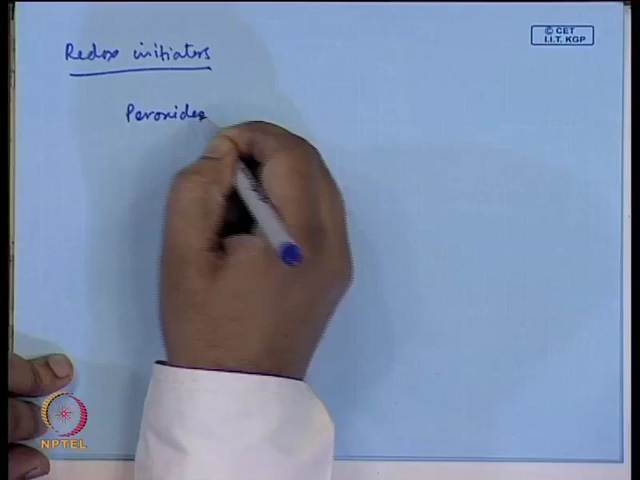 © CET
I.I.T. KGP
Redox initiators
Peroxides
NPTEL